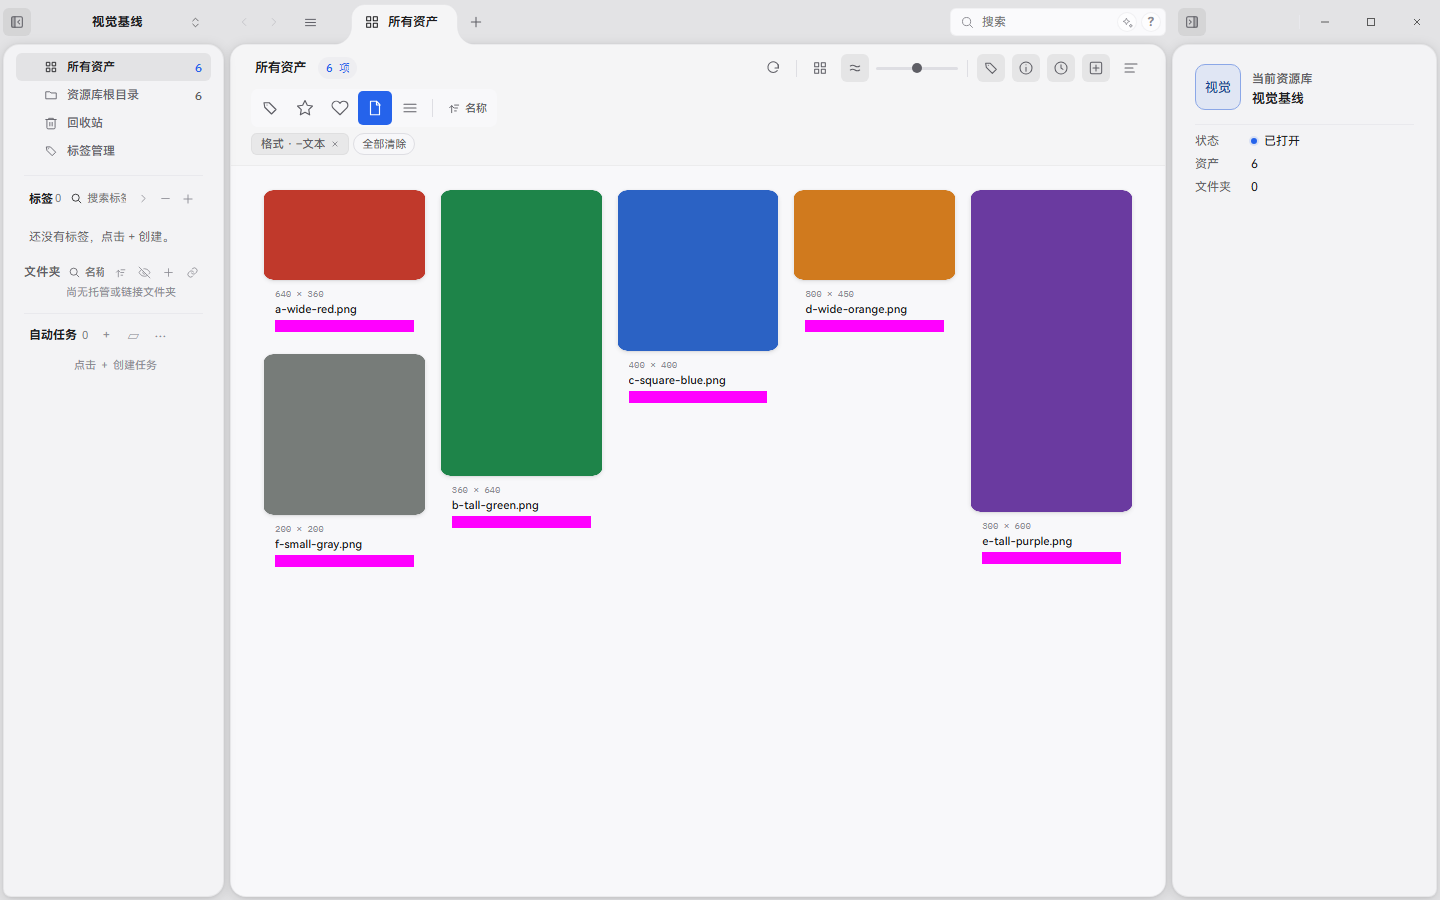 视觉基线
所有资产
搜索
?
所有资产 6
资源库根目录 6
回收站
标签管理
标签 0 搜索标签
还没有标签，点击 + 创建。
文件夹 名称
尚无托管或链接文件夹
自动任务 0 + ...
点击 + 创建任务
所有资产 6 项
名称
格式 · −文本 ×
全部清除
640 × 360
a-wide-red.png
360 × 640
b-tall-green.png
400 × 400
c-square-blue.png
800 × 450
d-wide-orange.png
300 × 600
e-tall-purple.png
200 × 200
f-small-gray.png
视觉
当前资源库
视觉基线
状态 已打开
资产 6
文件夹 0